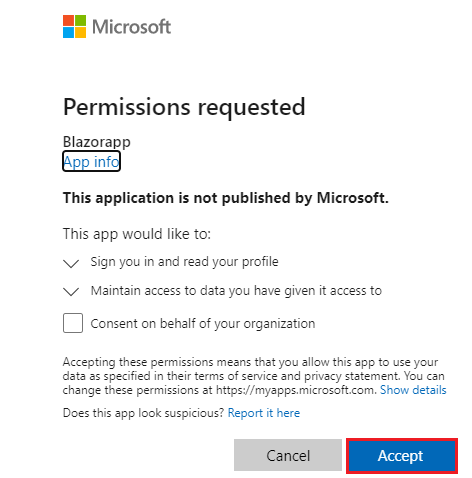 Microsoft
Permissions requested
Blazorapp
App info
This application is not published by Microsoft.
This app would like to:
Sign you in and read your profile
Maintain access to data you have given it access to
Consent on behalf of your organization
Accepting these permissions means that you allow this app to use your
data as specified in their terms of service and privacy statement. You can
change these permissions at https://myapps.microsoft.com. Show details
Does this app look suspicious? Report it here
Cancel
Accept